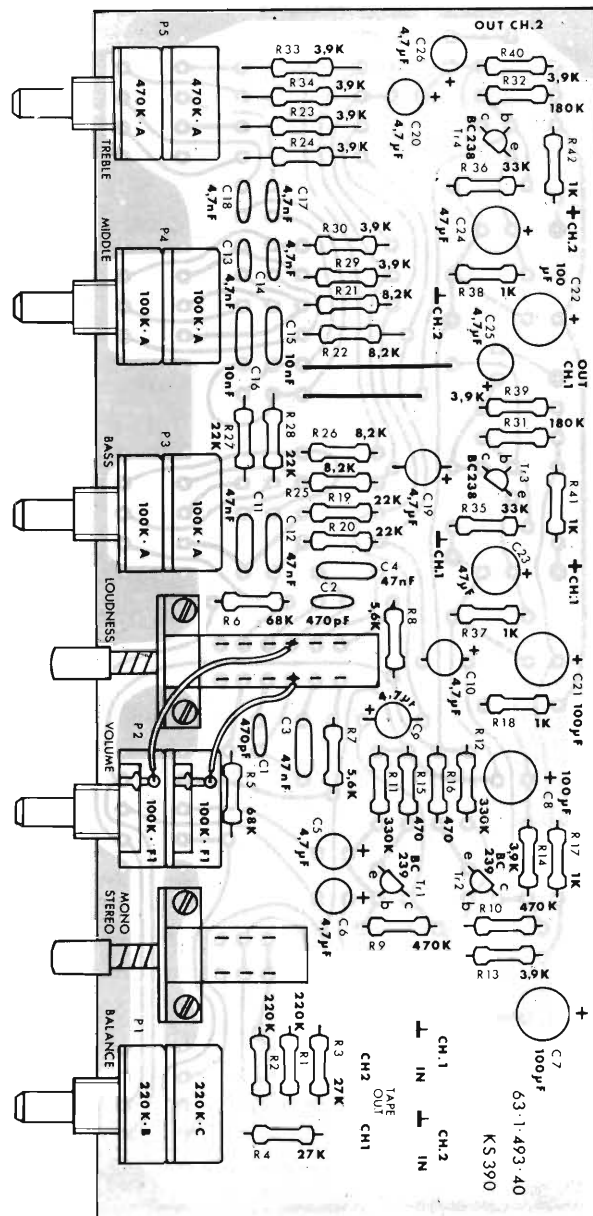 OUT CH.2
P5
470K·A
470K·A
TREBLE
R33 3,9K
R34 3,9K
R23 3,9K
R24 3,9K
C26
4,7µF
+
C20
4,7µF
+
R40
R32 3,9K
180K
BC238
c b e
Tr4
R36 33K
R42
1K
C18
4,7nF
C17
4,7nF
C13
4,7nF
C14
4,7nF
MIDDLE
P4
100K·A
100K·A
R30 3,9K
R29 3,9K
R21 8,2K
R22 8,2K
C24
47µF
+
R38 1K
+CH.2
100µF
C22
+
⊥CH.2
C25
4,7µF
+
C15
10nF
C16
10nF
OUT CH.1
R39
3,9K
R31 180K
BC238
c b e
Tr3
R35 33K
R41
1K
R27
22K
R28
22K
BASS
P3
100K·A
100K·A
R26 8,2K
R25 8,2K
R19 22K
R20 22K
C19
4,7µF
+
C11
47nF
C12
47nF
C4
47nF
⊥CH.1
C23
47µF
+
+CH.1
LOUDNESS
R6 68K
C2
470pF
R8
5,6K
R37 1K
C10
4,7µF
+
C21
100µF
+
R18 1K
VOLUME
P2
100K·F1
100K·F1
C1
470pF
C3
47nF
R7
5,6K
C9
4,7µF
+
R5
68K
R11
330K
R15
470
R16
470
R12
330K
C8
100µF
+
C5
4,7µF
+
C6
4,7µF
+
BC 239
e c b
Tr1
BC 239
e c b
Tr2
R14
3,9K
R17
1K
MONO
STEREO
R9 470K
R10 470K
R13 3,9K
BALANCE
P1
220K·B
220K·C
R2
220K
R1
220K
R3
27K
R4 27K
CH2
TAPE OUT
CH1
⊥ CH.1
IN
⊥ CH.2
IN
C7
100µF
+
63·1·493·40
KS 390